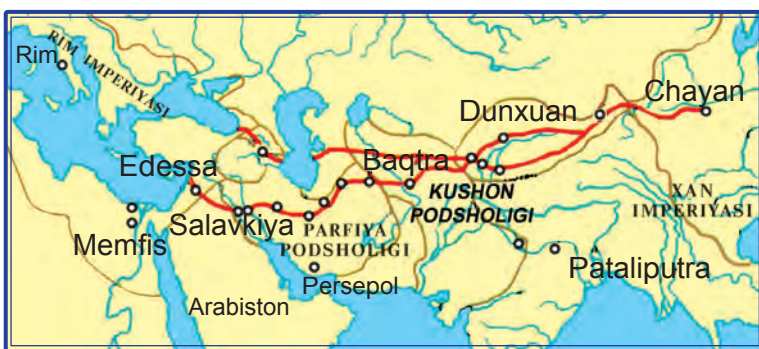 Rim
RIM IMPERIYASI
Chayan
Dunxuan
Edessa
Baqtra
KUSHON
PODSHOLIGI
XAN
IMPERIYASI
Salavkiya
PARFIYA
PODSHOLIGI
Memfis
Pataliputra
Persepol
Arabiston